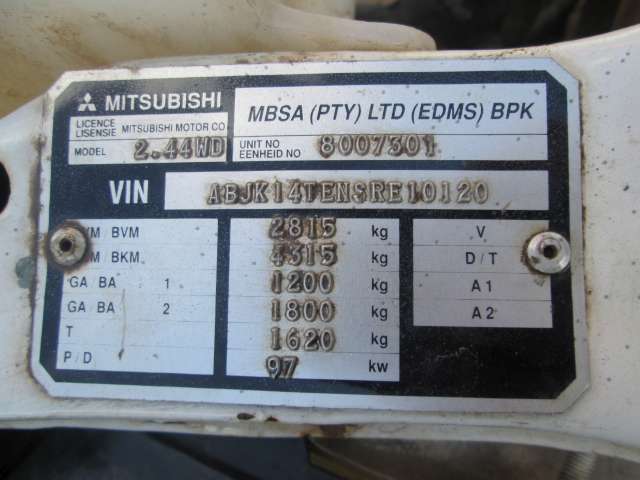 MITSUBISHI
MBSA (PTY) LTD (EDMS) BPK
LICENCE
LISENSIE MITSUBISHI MOTOR CO
MODEL 2.44WD
UNIT NO
EENHEID NO 8007301
VIN ABJK14TENSRE10120
BVM 2815 kg V
BKM 4315 kg D/T
GA/BA 1 1200 kg A1
GA/BA 2 1800 kg A2
T 1620 kg
P/D 97 kw